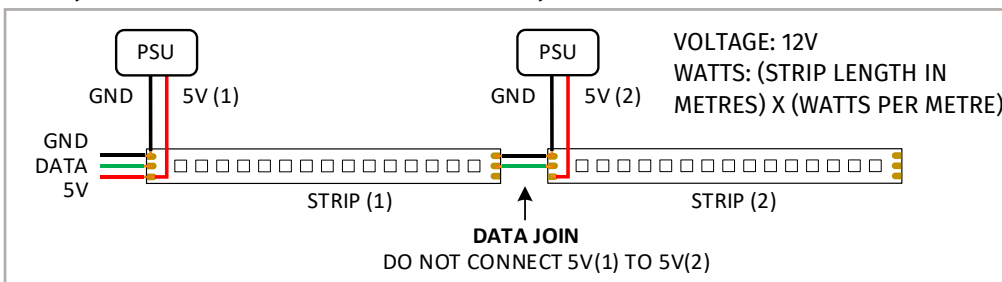 PSU
PSU
VOLTAGE: 12V
WATTS: (STRIP LENGTH IN
METRES) X (WATTS PER METRE)
GND
5V (1)
GND
5V (2)
GND
DATA
5V
STRIP (1)
STRIP (2)
DATA JOIN
DO NOT CONNECT 5V(1) TO 5V(2)